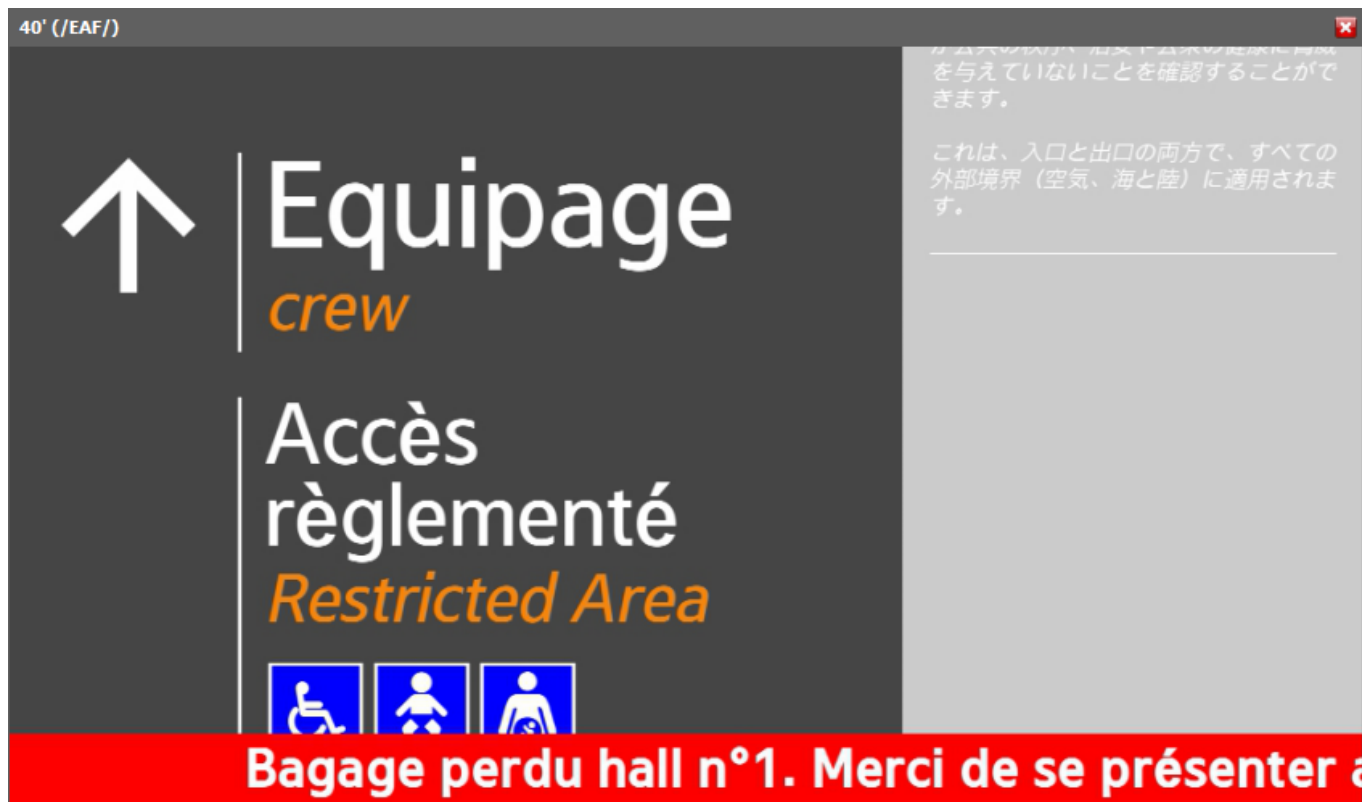 40' (/EAF/)
Equipage
crew
Accès
règlementé
Restricted Area
を与えていないことを確認することがで
きます。
これは、入口と出口の両方で、すべての
外部境界（空気、海と陸）に適用されま
す。
Bagage perdu hall n°1. Merci de se présenter